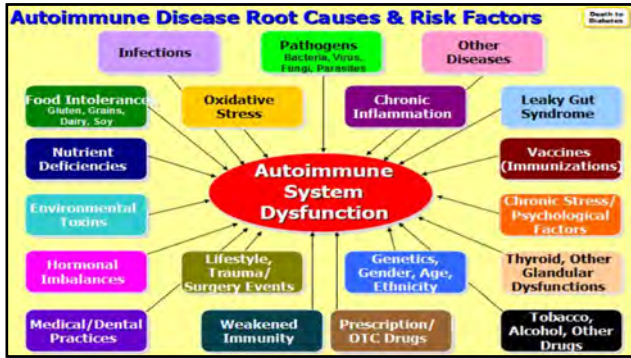 Autoimmune Disease Root Causes & Risk Factors
Death to
Diabetes
Infections
Pathogens
Bacteria, Virus,
Fungi, Parasites
Other
Diseases
Food Intolerance
Gluten, Grains,
Dairy, Soy
Oxidative
Stress
Chronic
Inflammation
Leaky Gut
Syndrome
Nutrient
Deficiencies
Vaccines
(Immunizations)
Autoimmune
System
Dysfunction
Environmental
Toxins
Chronic Stress/
Psychological
Factors
Hormonal
Imbalances
Lifestyle,
Trauma/
Surgery Events
Genetics,
Gender, Age,
Ethnicity
Thyroid, Other
Glandular
Dysfunctions
Medical/Dental
Practices
Weakened
Immunity
Prescription/
OTC Drugs
Tobacco,
Alcohol, Other
Drugs